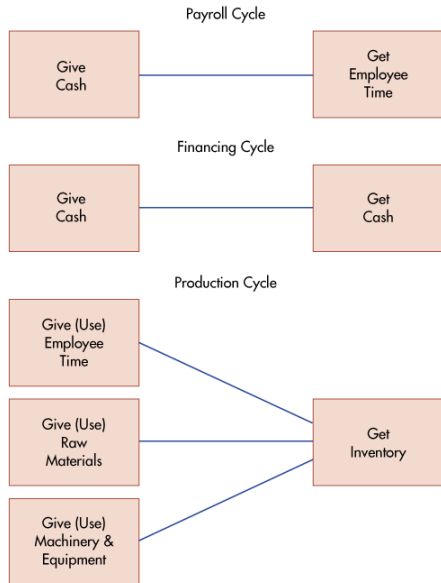 Payroll Cycle
Give
Cash
Get
Employee
Time
Financing Cycle
Give
Cash
Get
Cash
Production Cycle
Give (Use)
Employee
Time
Give (Use)
Raw
Materials
Get
Inventory
Give (Use)
Machinery &
Equipment